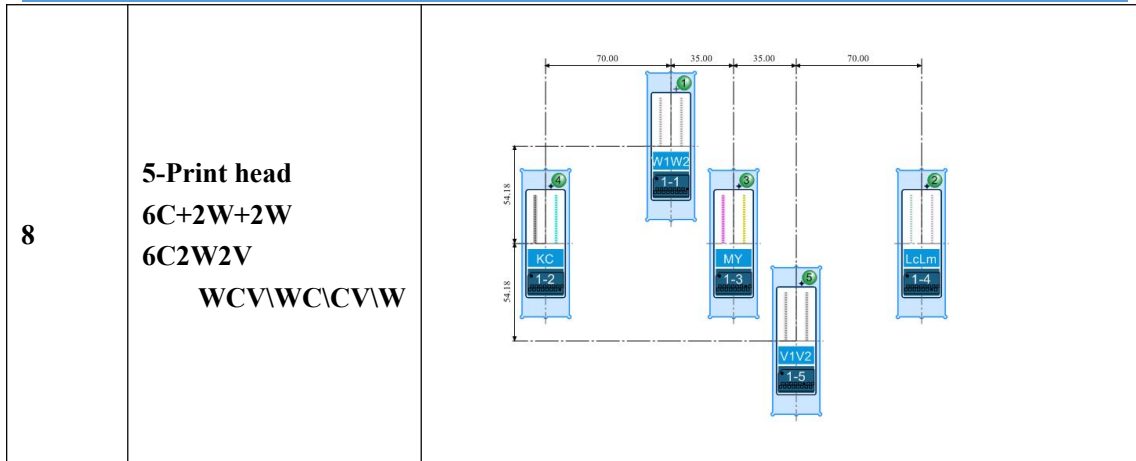 8
5-Print head
6C+2W+2W
6C2W2V
WCV\WC\CV\W
70.00 35.00 35.00 70.00
1
W1W2
1-1
54.18
4 3 2
KC MY LcLm
1-2 1-3 1-4
54.18
5
V1V2
1-5